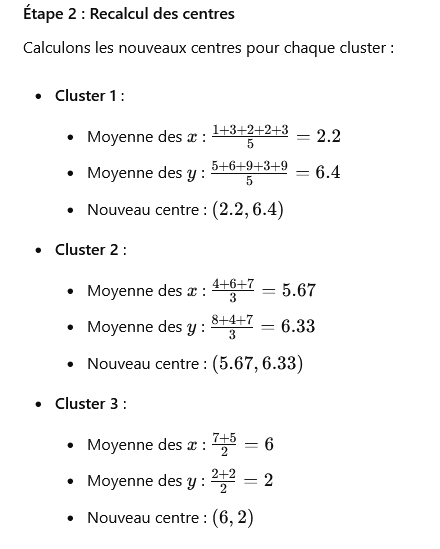 Étape 2 : Recalcul des centres
Calculons les nouveaux centres pour chaque cluster :
• Cluster 1 :
• Moyenne des x : \frac{1+3+2+2+3}{5} = 2.2
• Moyenne des y : \frac{5+6+9+3+9}{5} = 6.4
• Nouveau centre : (2.2, 6.4)
• Cluster 2 :
• Moyenne des x : \frac{4+6+7}{3} = 5.67
• Moyenne des y : \frac{8+4+7}{3} = 6.33
• Nouveau centre : (5.67, 6.33)
• Cluster 3 :
• Moyenne des x : \frac{7+5}{2} = 6
• Moyenne des y : \frac{2+2}{2} = 2
• Nouveau centre : (6, 2)